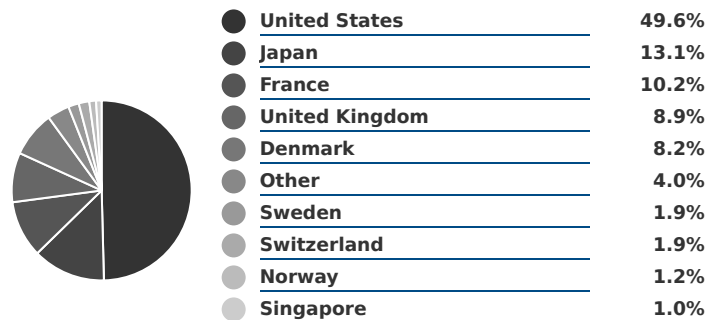 United States 49.6%
Japan 13.1%
France 10.2%
United Kingdom 8.9%
Denmark 8.2%
Other 4.0%
Sweden 1.9%
Switzerland 1.9%
Norway 1.2%
Singapore 1.0%